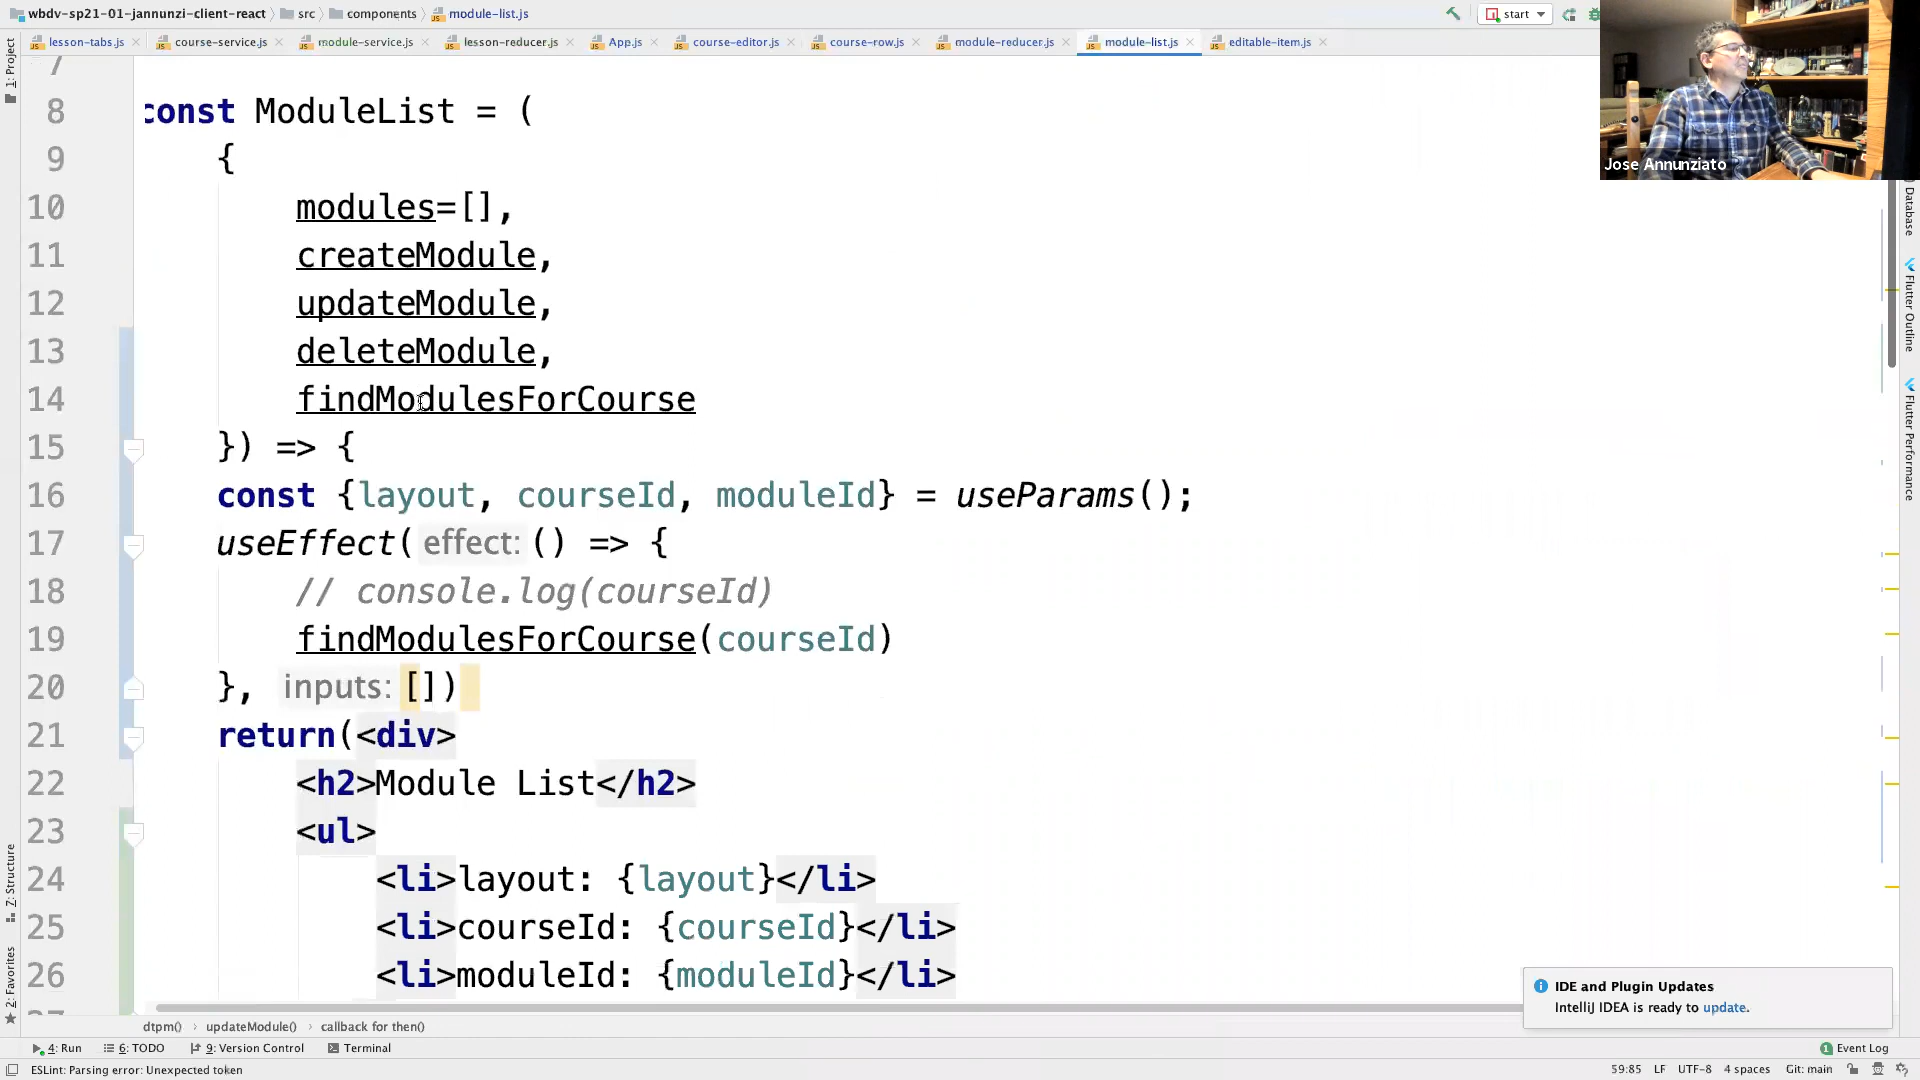 wbdv-sp21-01-jannunzi-client-react src components module-list.js start
lesson-tabs.js course-service.js module-service.js lesson-reducer.js App.js course-editor.js course-row.js module-reducer.js module-list.js editable-item.js
1: Project
7
8 const ModuleList = (
9 {
10 modules=[],
11 createModule,
12 updateModule,
13 deleteModule,
14 findModulesForCourse
15 }) => {
16 const {layout, courseId, moduleId} = useParams();
17 useEffect( effect: () => {
18 // console.log(courseId)
19 findModulesForCourse(courseId)
20 }, inputs: [])
21 return(<div>
22 <h2>Module List</h2>
23 <ul>
24 <li>layout: {layout}</li>
25 <li>courseId: {courseId}</li>
26 <li>moduleId: {moduleId}</li>
27
Jose Annunziato
Database
Flutter Outline
Flutter Performance
7: Structure
2: Favorites
IDE and Plugin Updates
IntelliJ IDEA is ready to update.
dtpm() updateModule() callback for then()
4: Run 6: TODO 9: Version Control Terminal 1 Event Log
ESLint: Parsing error: Unexpected token 59:85 LF UTF-8 4 spaces Git: main